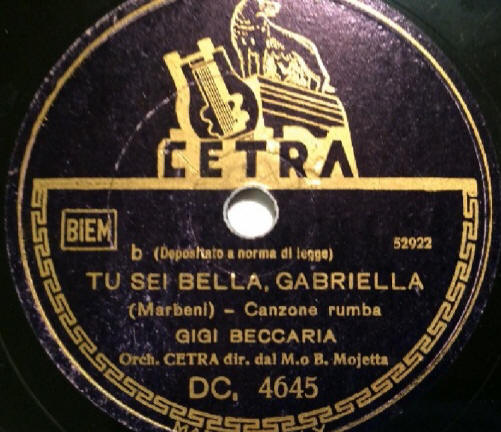 CETRA
BIEM
b (Depositato a norma di legge)
52922
TU SEI BELLA, GABRIELLA
(Marbeni) – Canzone rumba
GIGI BECCARIA
Orch. CETRA dir. dal M.o B. Mojetta
DC. 4645